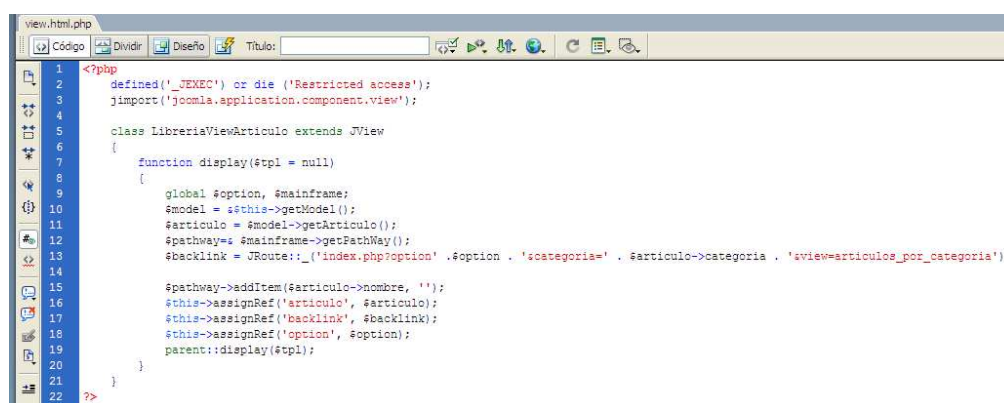 view.html.php
Código Dividir Diseño Título:
1 <?php
2 defined('_JEXEC') or die ('Restricted access');
3 jimport('joomla.application.component.view');
4
5 class LibreriaViewArticulo extends JView
6 {
7 function display($tpl = null)
8 {
9 global $option, $mainframe;
10 $model = &$this->getModel();
11 $articulo = $model->getArticulo();
12 $pathway=& $mainframe->getPathWay();
13 $backlink = JRoute::_('index.php?option' .$option . '&categoria=' . $articulo->categoria . '&view=articulos_por_categoria')
14
15 $pathway->addItem($articulo->nombre, '');
16 $this->assignRef('articulo', $articulo);
17 $this->assignRef('backlink', $backlink);
18 $this->assignRef('option', $option);
19 parent::display($tpl);
20 }
21 }
22 ?>